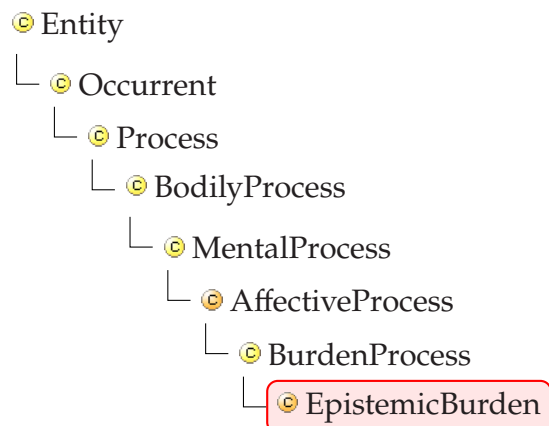 Entity
Occurrent
Process
BodilyProcess
MentalProcess
AffectiveProcess
BurdenProcess
EpistemicBurden